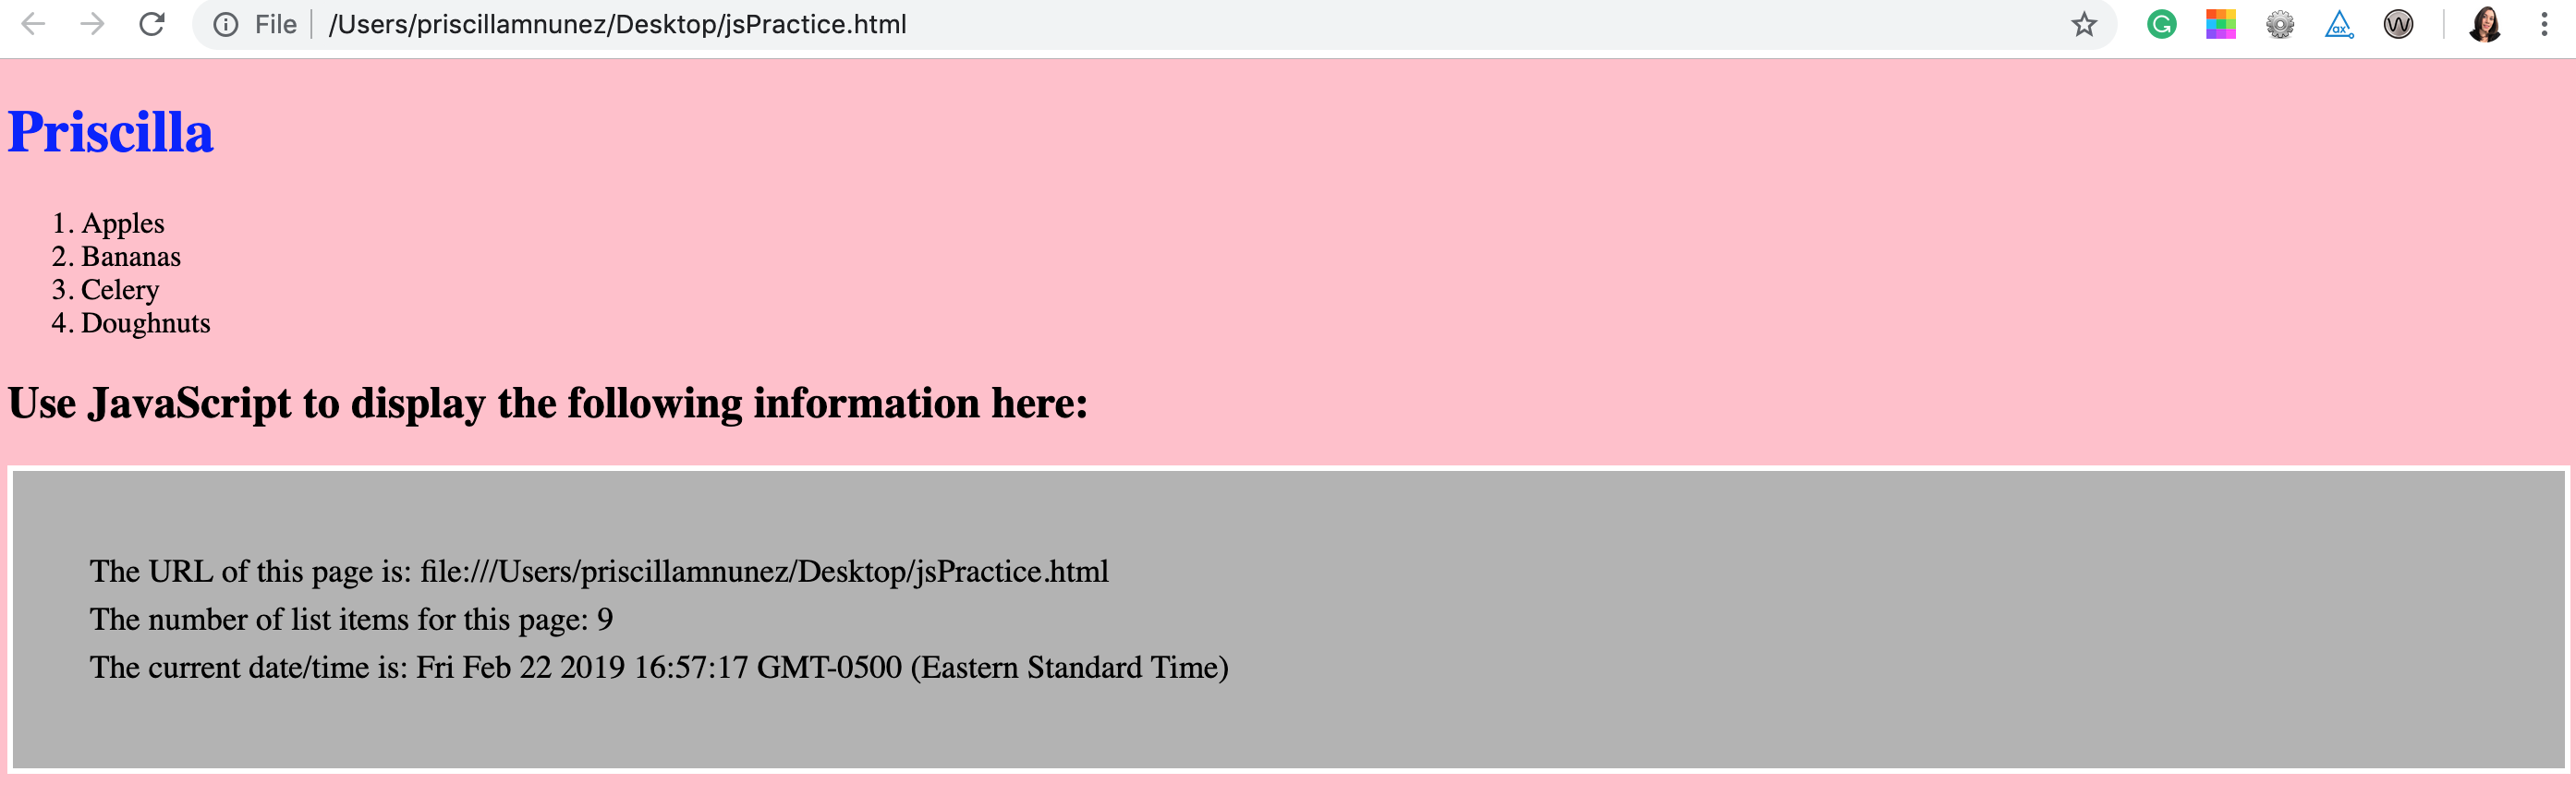 File /Users/priscillamnunez/Desktop/jsPractice.html
Priscilla
1. Apples
2. Bananas
3. Celery
4. Doughnuts
Use JavaScript to display the following information here:
The URL of this page is: file:///Users/priscillamnunez/Desktop/jsPractice.html
The number of list items for this page: 9
The current date/time is: Fri Feb 22 2019 16:57:17 GMT-0500 (Eastern Standard Time)